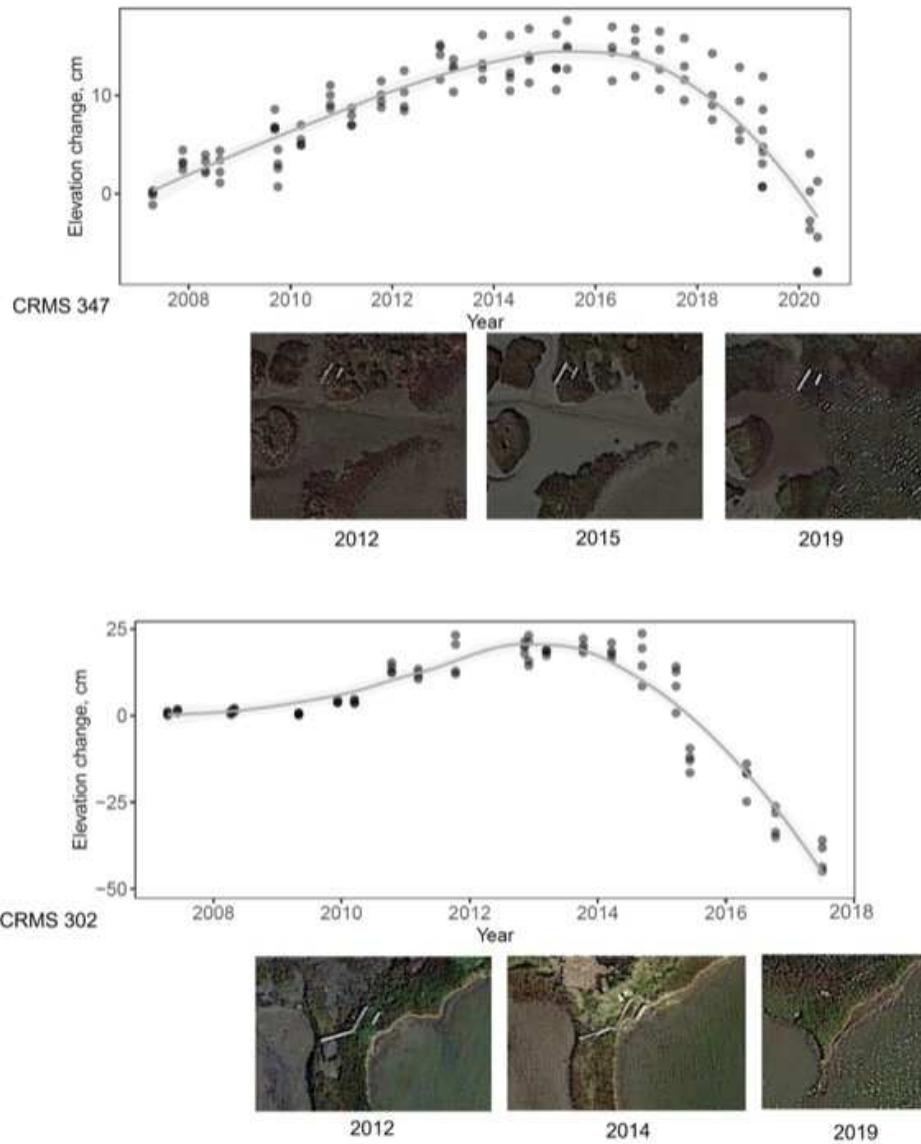 Elevation change, cm
10
0
2008 2010 2012 2014 2016 2018 2020
CRMS 347
Year
2012 2015 2019
Elevation change, cm
25
0
−25
−50
2008 2010 2012 2014 2016 2018
CRMS 302
Year
2012 2014 2019